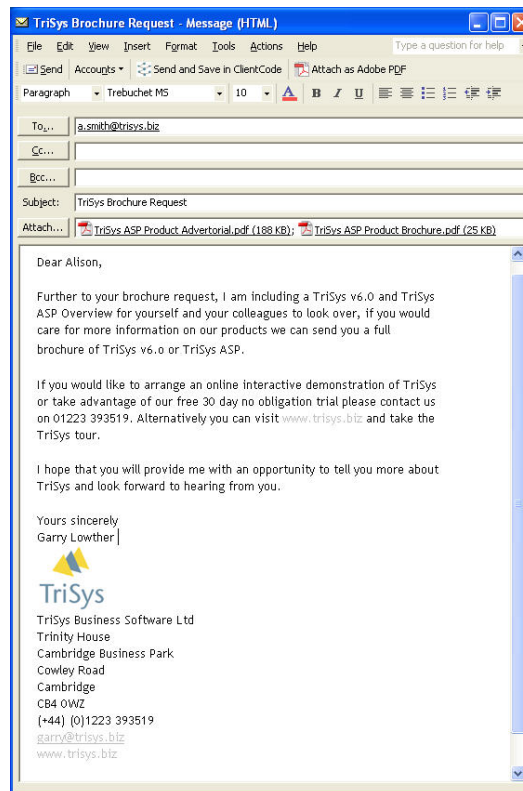 TriSys Brochure Request - Message (HTML)
File Edit View Insert Format Tools Actions Help Type a question for help
Send Accounts Send and Save in ClientCode Attach as Adobe PDF
Paragraph Trebuchet MS 10 A B I U
To... a.smith@trisys.biz
Cc...
Bcc...
Subject: TriSys Brochure Request
Attach... TriSys ASP Product Advertorial.pdf (188 KB); TriSys ASP Product Brochure.pdf (25 KB)
Dear Alison,
Further to your brochure request, I am including a TriSys v6.0 and TriSys
ASP Overview for yourself and your colleagues to look over, if you would
care for more information on our products we can send you a full
brochure of TriSys v6.o or TriSys ASP.
If you would like to arrange an online interactive demonstration of TriSys
or take advantage of our free 30 day no obligation trial please contact us
on 01223 393519. Alternatively you can visit www.trisys.biz and take the
TriSys tour.
I hope that you will provide me with an opportunity to tell you more about
TriSys and look forward to hearing from you.
Yours sincerely
Garry Lowther
TriSys
TriSys Business Software Ltd
Trinity House
Cambridge Business Park
Cowley Road
Cambridge
CB4 0WZ
(+44) (0)1223 393519
garry@trisys.biz
www.trisys.biz